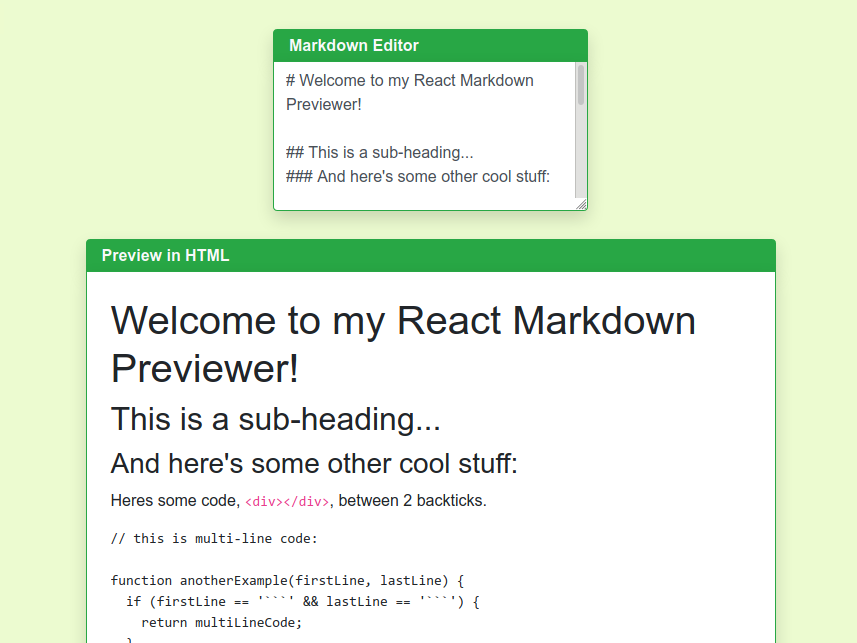 Markdown Editor
# Welcome to my React Markdown
Previewer!
## This is a sub-heading...
### And here's some other cool stuff:
Preview in HTML
Welcome to my React Markdown
Previewer!
This is a sub-heading...
And here's some other cool stuff:
Heres some code, <div></div>, between 2 backticks.
// this is multi-line code:
function anotherExample(firstLine, lastLine) {
  if (firstLine == '```' && lastLine == '```') {
    return multiLineCode;
  }